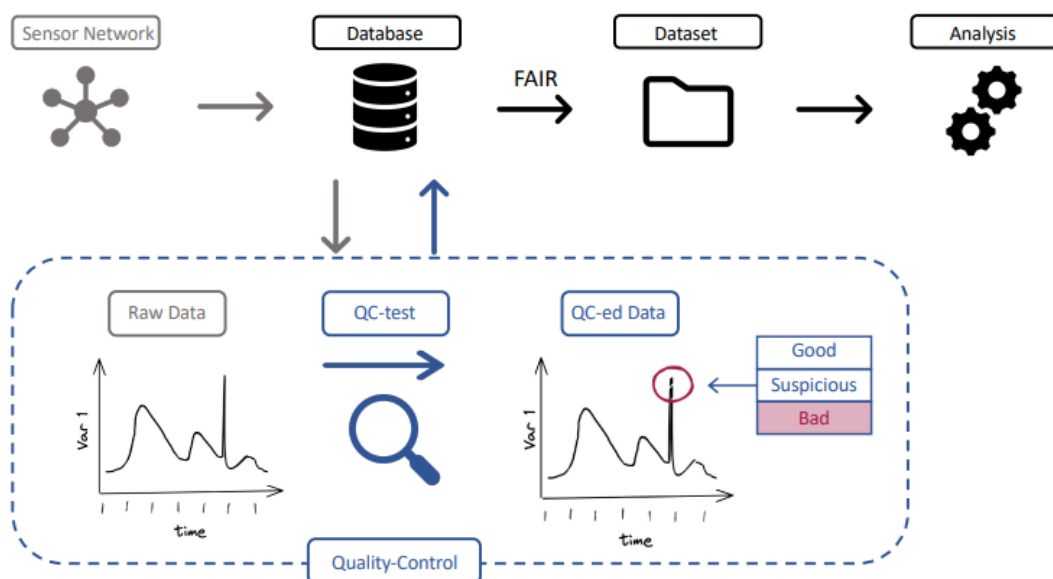 Sensor Network
Database
Dataset
Analysis
FAIR
Raw Data
QC-test
QC-ed Data
Good
Suspicious
Bad
Var 1
time
Var 1
time
Quality-Control